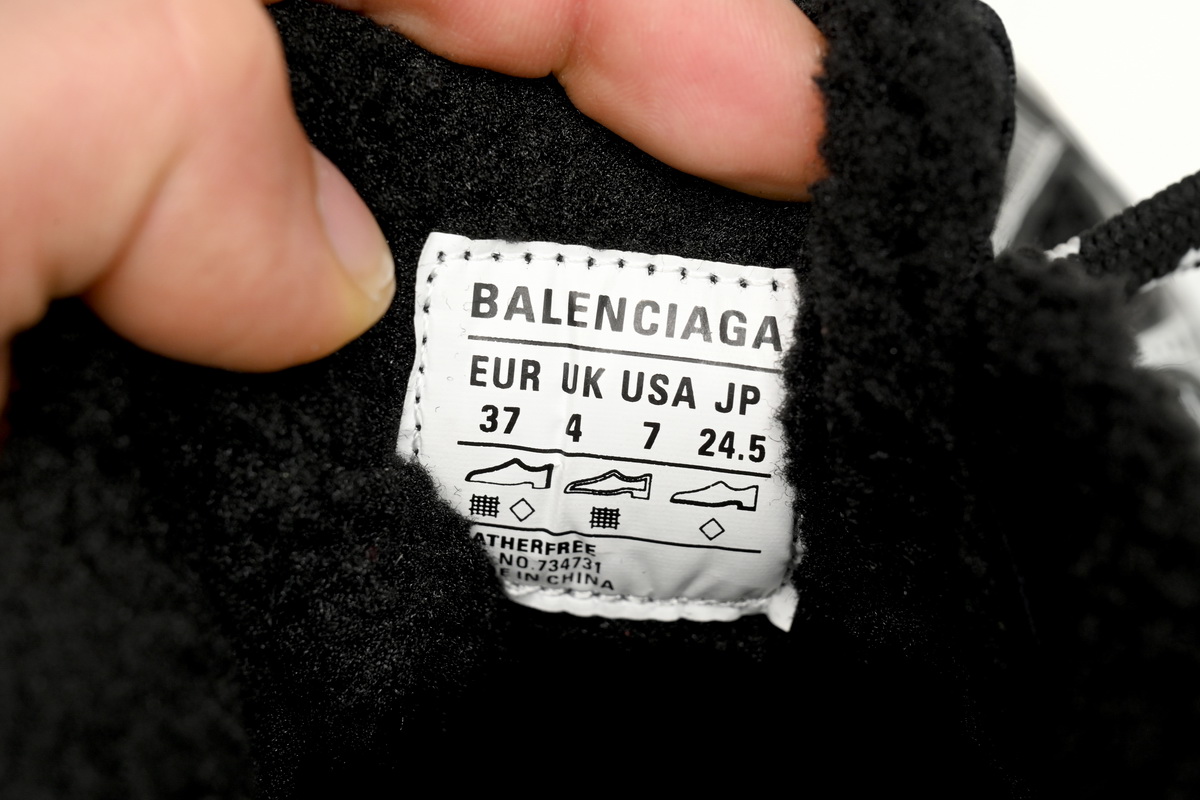 BALENCIAGA
EUR UK USA JP
37 4 7 24.5
ATHERFREE
NO.734731
E IN CHINA